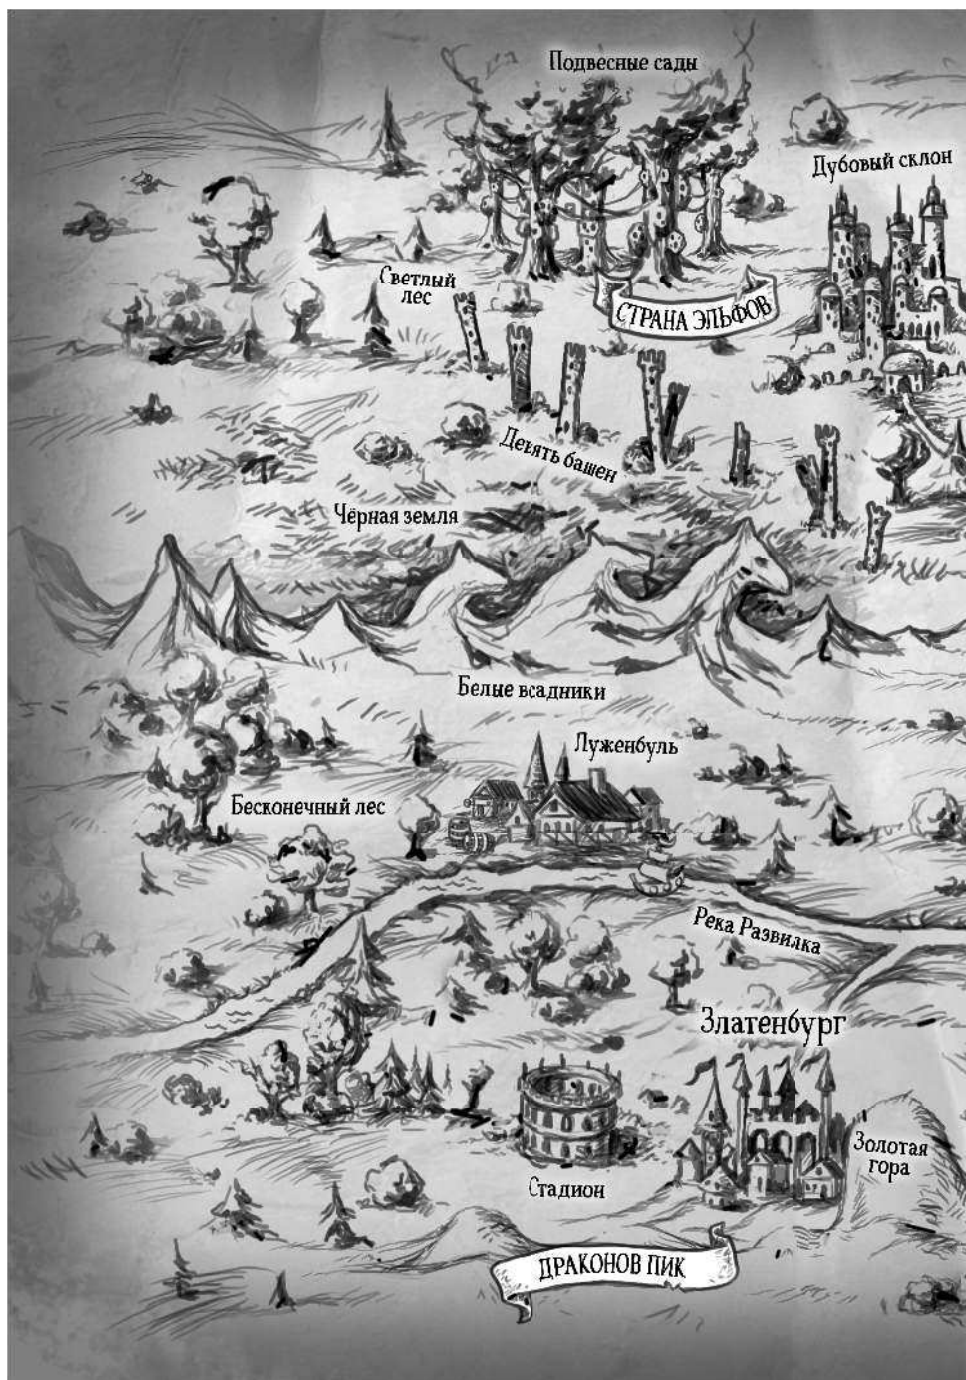 Подвесные сады
Дубовый склон
Светлый
лес
СТРАНА ЭЛЬФОВ
Девять башен
Чёрная земля
Белые всадники
Луженбуль
Бесконечный лес
Река Развилка
Златенбург
Золотая
гора
Стадион
ДРАКОНОВ ПИК